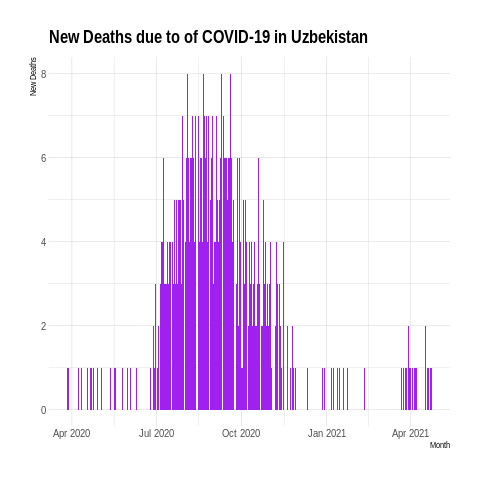 New Deaths due to of COVID-19 in Uzbekistan
New Deaths
8
6
4
2
0
Apr 2020 Jul 2020 Oct 2020 Jan 2021 Apr 2021
Month